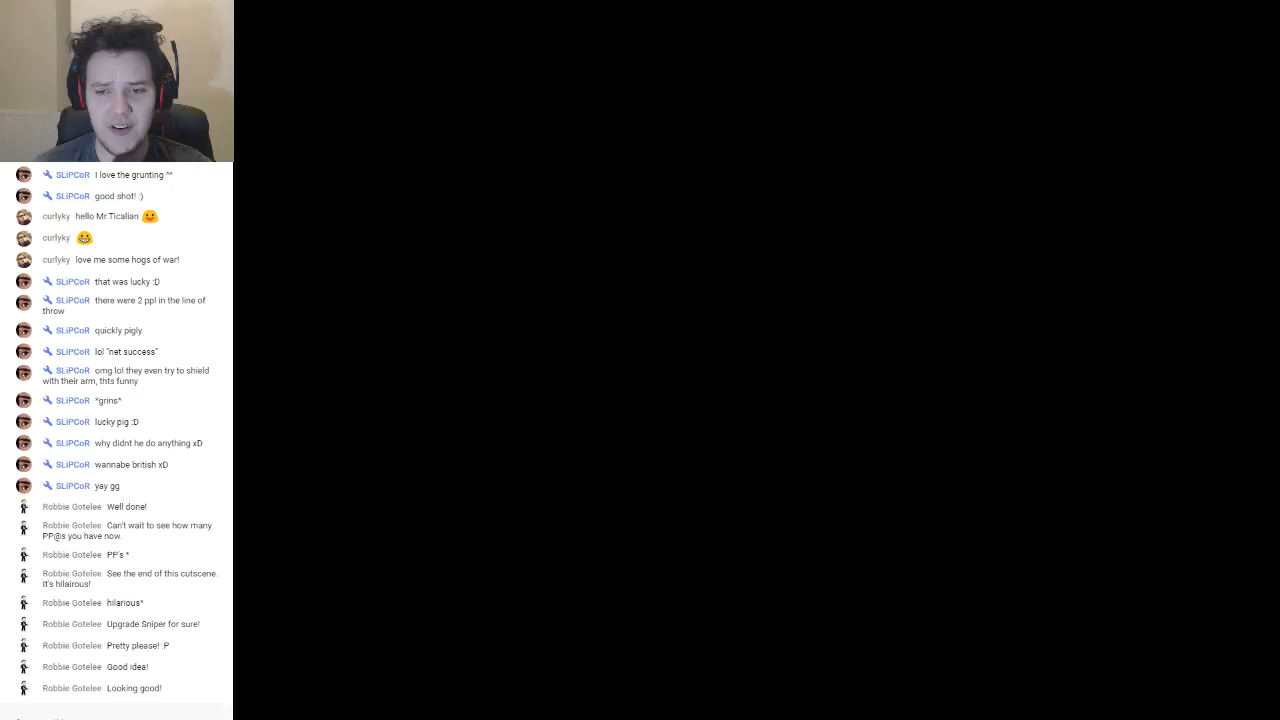 SLiPCoR I love the grunting ^^
SLiPCoR good shot! :)
curlyky hello Mr.Ticalian
curlyky
curlyky love me some hogs of war!
SLiPCoR that was lucky :D
SLiPCoR there were 2 ppl in the line of
throw
SLiPCoR quickly pigly
SLiPCoR lol "net success"
SLiPCoR omg lol they even try to shield
with their arm, thts funny
SLiPCoR *grins*
SLiPCoR lucky pig :D
SLiPCoR why didnt he do anything xD
SLiPCoR wannabe british xD
SLiPCoR yay gg
Robbie Gotelee Well done!
Robbie Gotelee Can't wait to see how many
PP@s you have now.
Robbie Gotelee PP's *
Robbie Gotelee See the end of this cutscene.
It's hilairous!
Robbie Gotelee hilarious*
Robbie Gotelee Upgrade Sniper for sure!
Robbie Gotelee Pretty please! :P
Robbie Gotelee Good idea!
Robbie Gotelee Looking good!